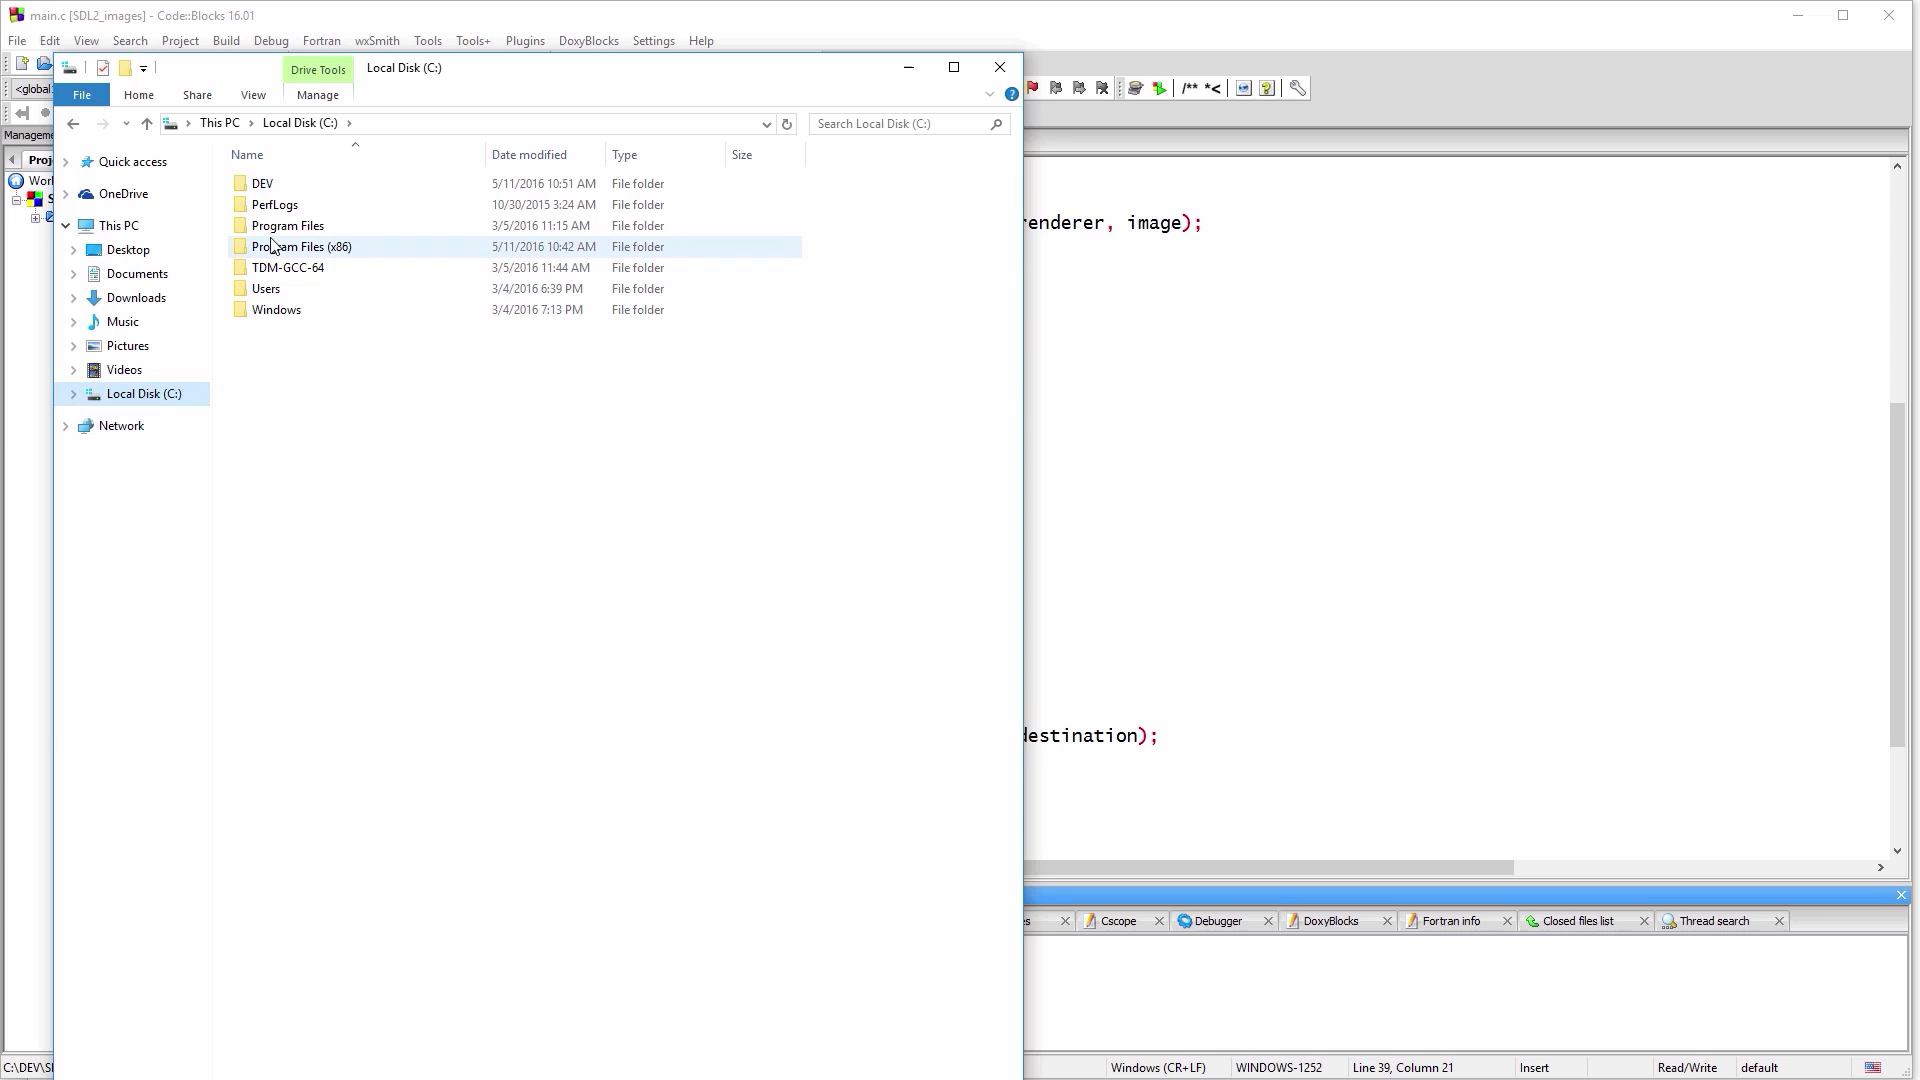 main.c [SDL2_images] - Code::Blocks 16.01
File Edit View Search Project Build Debug Fortran wxSmith Tools Tools+ Plugins DoxyBlocks Settings Help
Drive Tools Local Disk (C:)
<global
File Home Share View Manage
/** *<
This PC Local Disk (C:)
Search Local Disk (C:)
Manageme
Name Date modified Type Size
Quick access
OneDrive
This PC
Desktop
Documents
Downloads
Music
Pictures
Videos
Local Disk (C:)
Network
DEV 5/11/2016 10:51 AM File folder
PerfLogs 10/30/2015 3:24 AM File folder
Program Files 3/5/2016 11:15 AM File folder
Program Files (x86) 5/11/2016 10:42 AM File folder
TDM-GCC-64 3/5/2016 11:44 AM File folder
Users 3/4/2016 6:39 PM File folder
Windows 3/4/2016 7:13 PM File folder
Proj
Work
S
renderer, image);
destination);
es Cscope Debugger DoxyBlocks Fortran info Closed files list Thread search
C:\DEV\S Windows (CR+LF) WINDOWS-1252 Line 39, Column 21 Insert Read/Write default